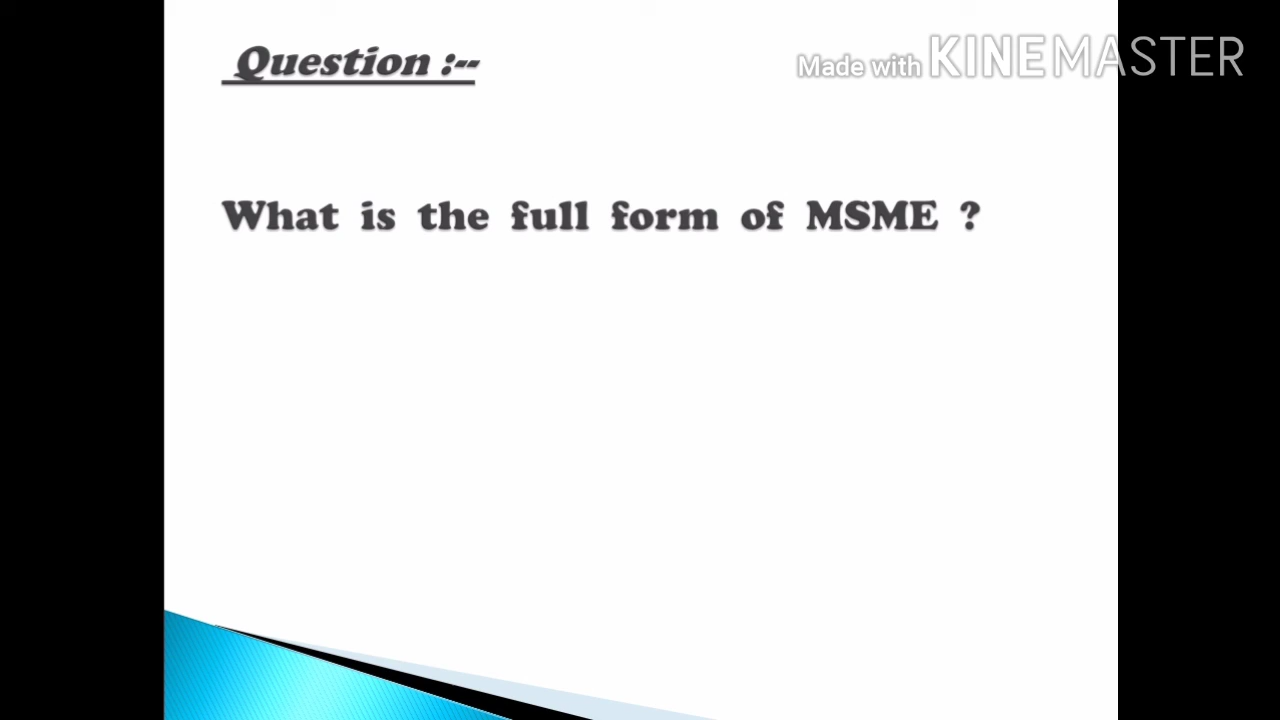 Question :--
Made with KINEMASTER
What is the full form of MSME ?